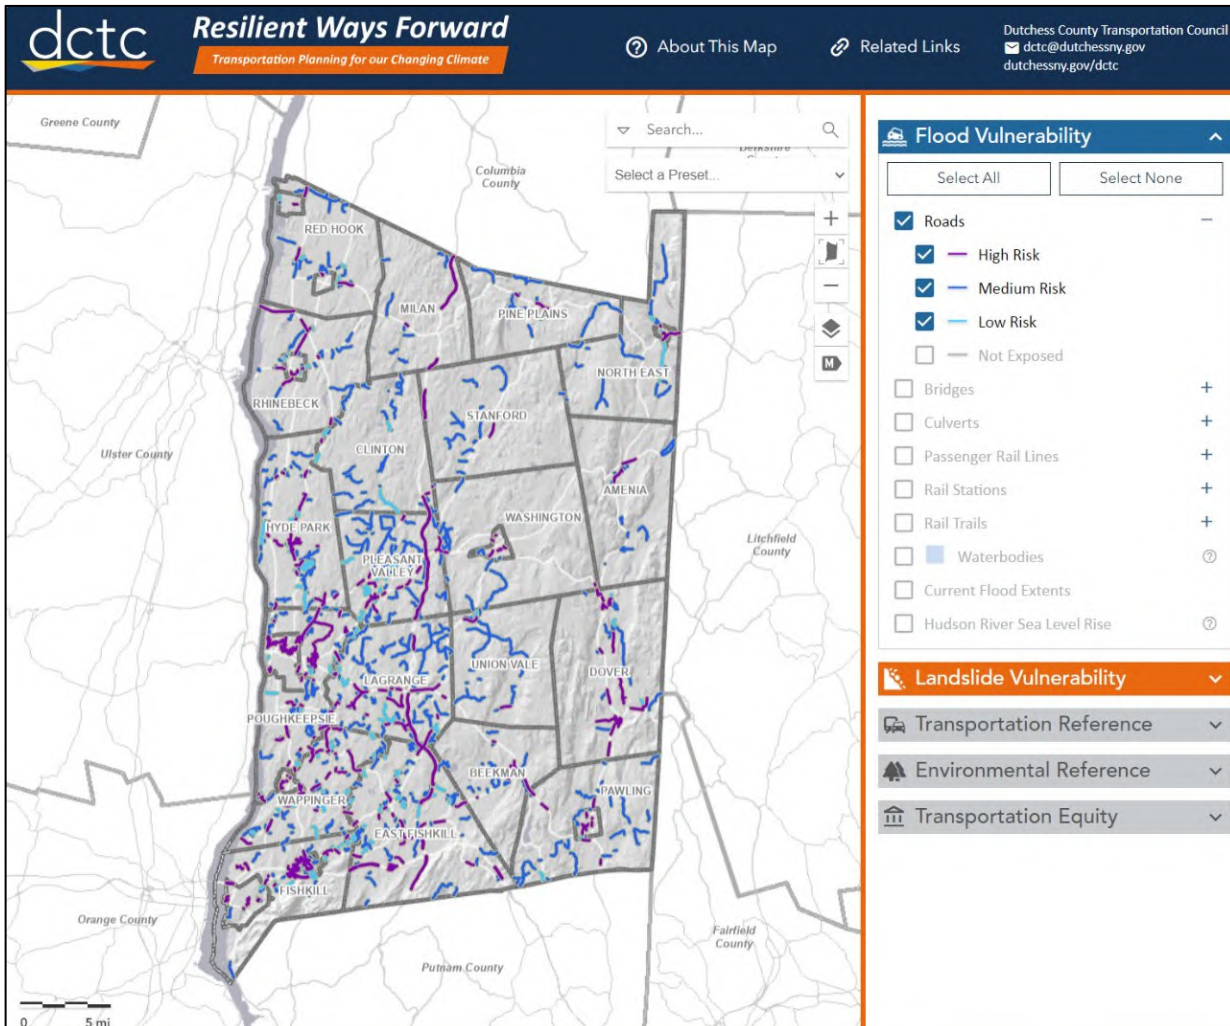 dctc
Resilient Ways Forward
Transportation Planning for our Changing Climate
About This Map
Related Links
Dutchess County Transportation Council
dctc@dutchessny.gov
dutchessny.gov/dctc
Greene County
Columbia
County
Search...
Select a Preset...
M
RED HOOK
MILAN
PINE PLAINS
NORTH EAST
RHINEBECK
STANFORD
CLINTON
Ulster County
AMENIA
WASHINGTON
HYDE PARK
Litchfield
County
PLEASANT
VALLEY
UNION VALE
DOVER
LAGRANGE
POUGHKEEPSIE
BEEKMAN
PAWLING
WAPPINGER
EAST FISHKILL
FISHKILL
Orange County
Fairfield
County
Putnam County
0 5 mi
Flood Vulnerability
Select All
Select None
Roads
High Risk
Medium Risk
Low Risk
Not Exposed
Bridges
Culverts
Passenger Rail Lines
Rail Stations
Rail Trails
Waterbodies
Current Flood Extents
Hudson River Sea Level Rise
Landslide Vulnerability
Transportation Reference
Environmental Reference
Transportation Equity